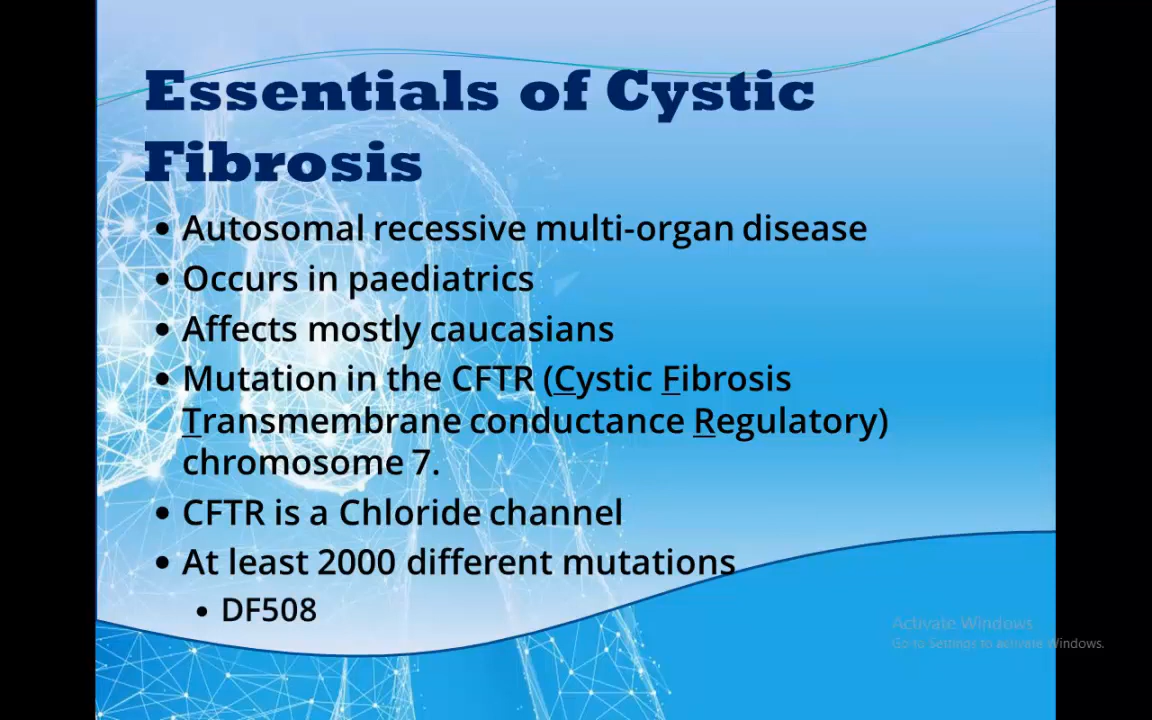 Essentials of Cystic
Fibrosis
• Autosomal recessive multi-organ disease
• Occurs in paediatrics
• Affects mostly caucasians
• Mutation in the CFTR (Cystic Fibrosis
Transmembrane conductance Regulatory)
chromosome 7.
• CFTR is a Chloride channel
• At least 2000 different mutations
• DF508
Activate Windows
Go to Settings to activate Windows.